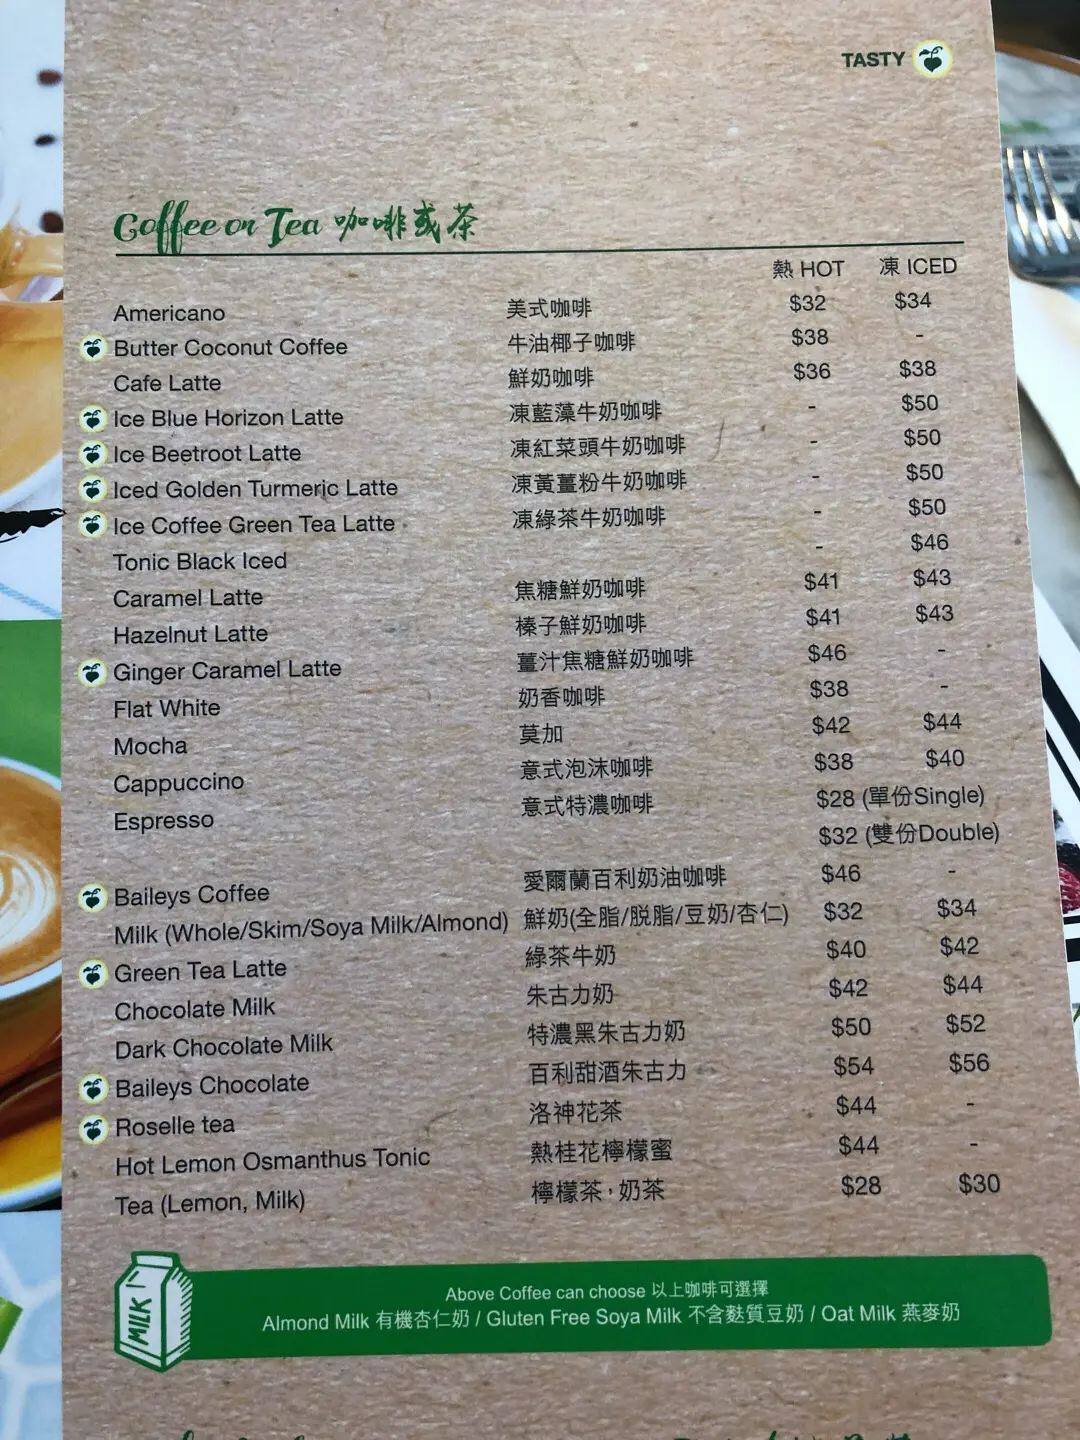 TASTY
Coffee or Tea 咖啡或茶
熱 HOT 凍 ICED
Americano 美式咖啡 $32 $34
Butter Coconut Coffee 牛油椰子咖啡 $38 -
Cafe Latte 鮮奶咖啡 $36 $38
Ice Blue Horizon Latte 凍藍藻牛奶咖啡 - $50
Ice Beetroot Latte 凍紅菜頭牛奶咖啡 - $50
Iced Golden Turmeric Latte 凍黃薑粉牛奶咖啡 - $50
Ice Coffee Green Tea Latte 凍綠茶牛奶咖啡 - $50
Tonic Black Iced - $46
Caramel Latte 焦糖鮮奶咖啡 $41 $43
Hazelnut Latte 榛子鮮奶咖啡 $41 $43
Ginger Caramel Latte 薑汁焦糖鮮奶咖啡 $46 -
Flat White 奶香咖啡 $38 -
Mocha 莫加 $42 $44
Cappuccino 意式泡沫咖啡 $38 $40
Espresso 意式特濃咖啡 $28 (單份Single)
$32 (雙份Double)
Baileys Coffee 愛爾蘭百利奶油咖啡 $46 -
Milk (Whole/Skim/Soya Milk/Almond) 鮮奶(全脂/脱脂/豆奶/杏仁) $32 $34
Green Tea Latte 綠茶牛奶 $40 $42
Chocolate Milk 朱古力奶 $42 $44
Dark Chocolate Milk 特濃黑朱古力奶 $50 $52
Baileys Chocolate 百利甜酒朱古力 $54 $56
Roselle tea 洛神花茶 $44 -
Hot Lemon Osmanthus Tonic 熱桂花檸檬蜜 $44 -
Tea (Lemon, Milk) 檸檬茶，奶茶 $28 $30
MILK
Above Coffee can choose 以上咖啡可選擇
Almond Milk 有機杏仁奶 / Gluten Free Soya Milk 不含麩質豆奶 / Oat Milk 燕麥奶